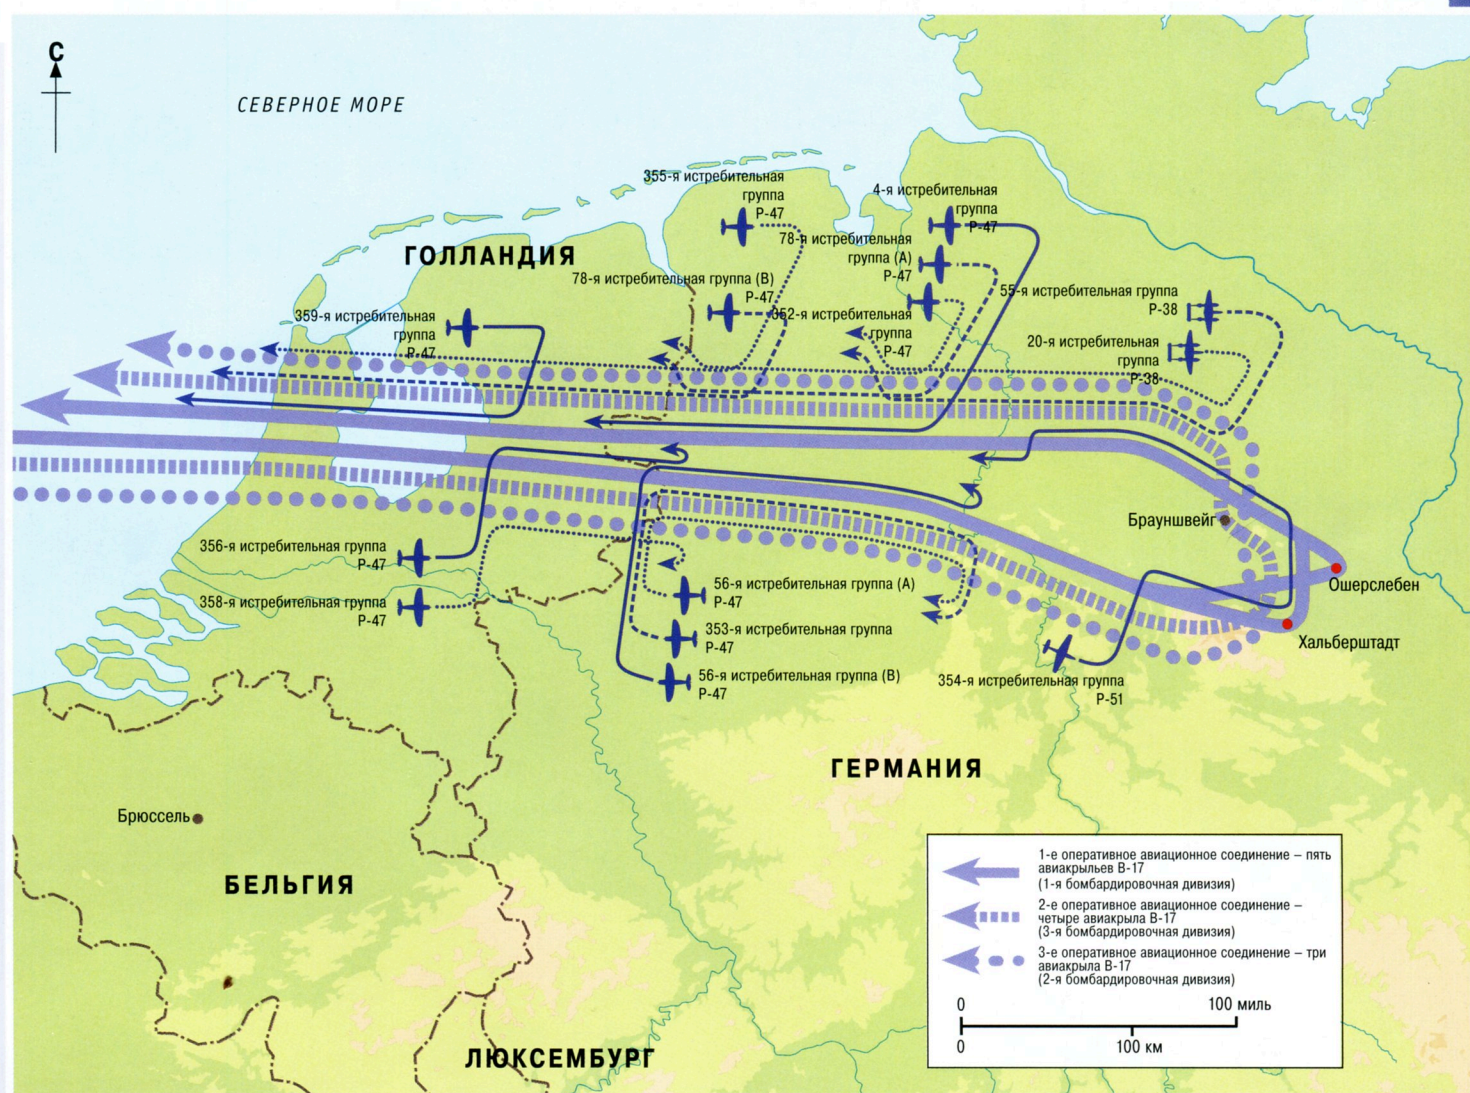 С
СЕВЕРНОЕ МОРЕ
355-я истребительная
группа
Р-47
4-я истребительная
группа
Р-47
78-я истребительная
группа (А)
Р-47
ГОЛЛАНДИЯ
78-я истребительная группа (В)
Р-47
352-я истребительная
группа
Р-47
55-я истребительная группа
Р-38
20-я истребительная
группа
Р-38
359-я истребительная
группа
Р-47
Брауншвейг
356-я истребительная группа
Р-47
358-я истребительная группа
Р-47
56-я истребительная группа (А)
Р-47
353-я истребительная группа
Р-47
56-я истребительная группа (В)
Р-47
Ошерслебен
Хальберштадт
354-я истребительная группа
Р-51
ГЕРМАНИЯ
Брюссель
БЕЛЬГИЯ
ЛЮКСЕМБУРГ
1-е оперативное авиационное соединение – пять
авиакрыльев В-17
(1-я бомбардировочная дивизия)
2-е оперативное авиационное соединение –
четыре авиакрыла В-17
(3-я бомбардировочная дивизия)
3-е оперативное авиационное соединение – три
авиакрыла В-17
(2-я бомбардировочная дивизия)
0 100 миль
0 100 км